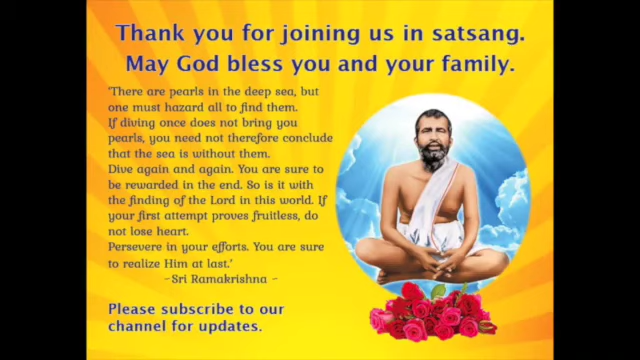 Thank you for joining us in satsang.
May God bless you and your family.
'There are pearls in the deep sea, but
one must hazard all to find them.
If diving once does not bring you
pearls, you need not therefore conclude
that the sea is without them.
Dive again and again. You are sure to
be rewarded in the end. So is it with
the finding of the Lord in this world. If
your first attempt proves fruitless, do
not lose heart.
Persevere in your efforts. You are sure
to realize Him at last.'
~Sri Ramakrishna ~
Please subscribe to our
channel for updates.